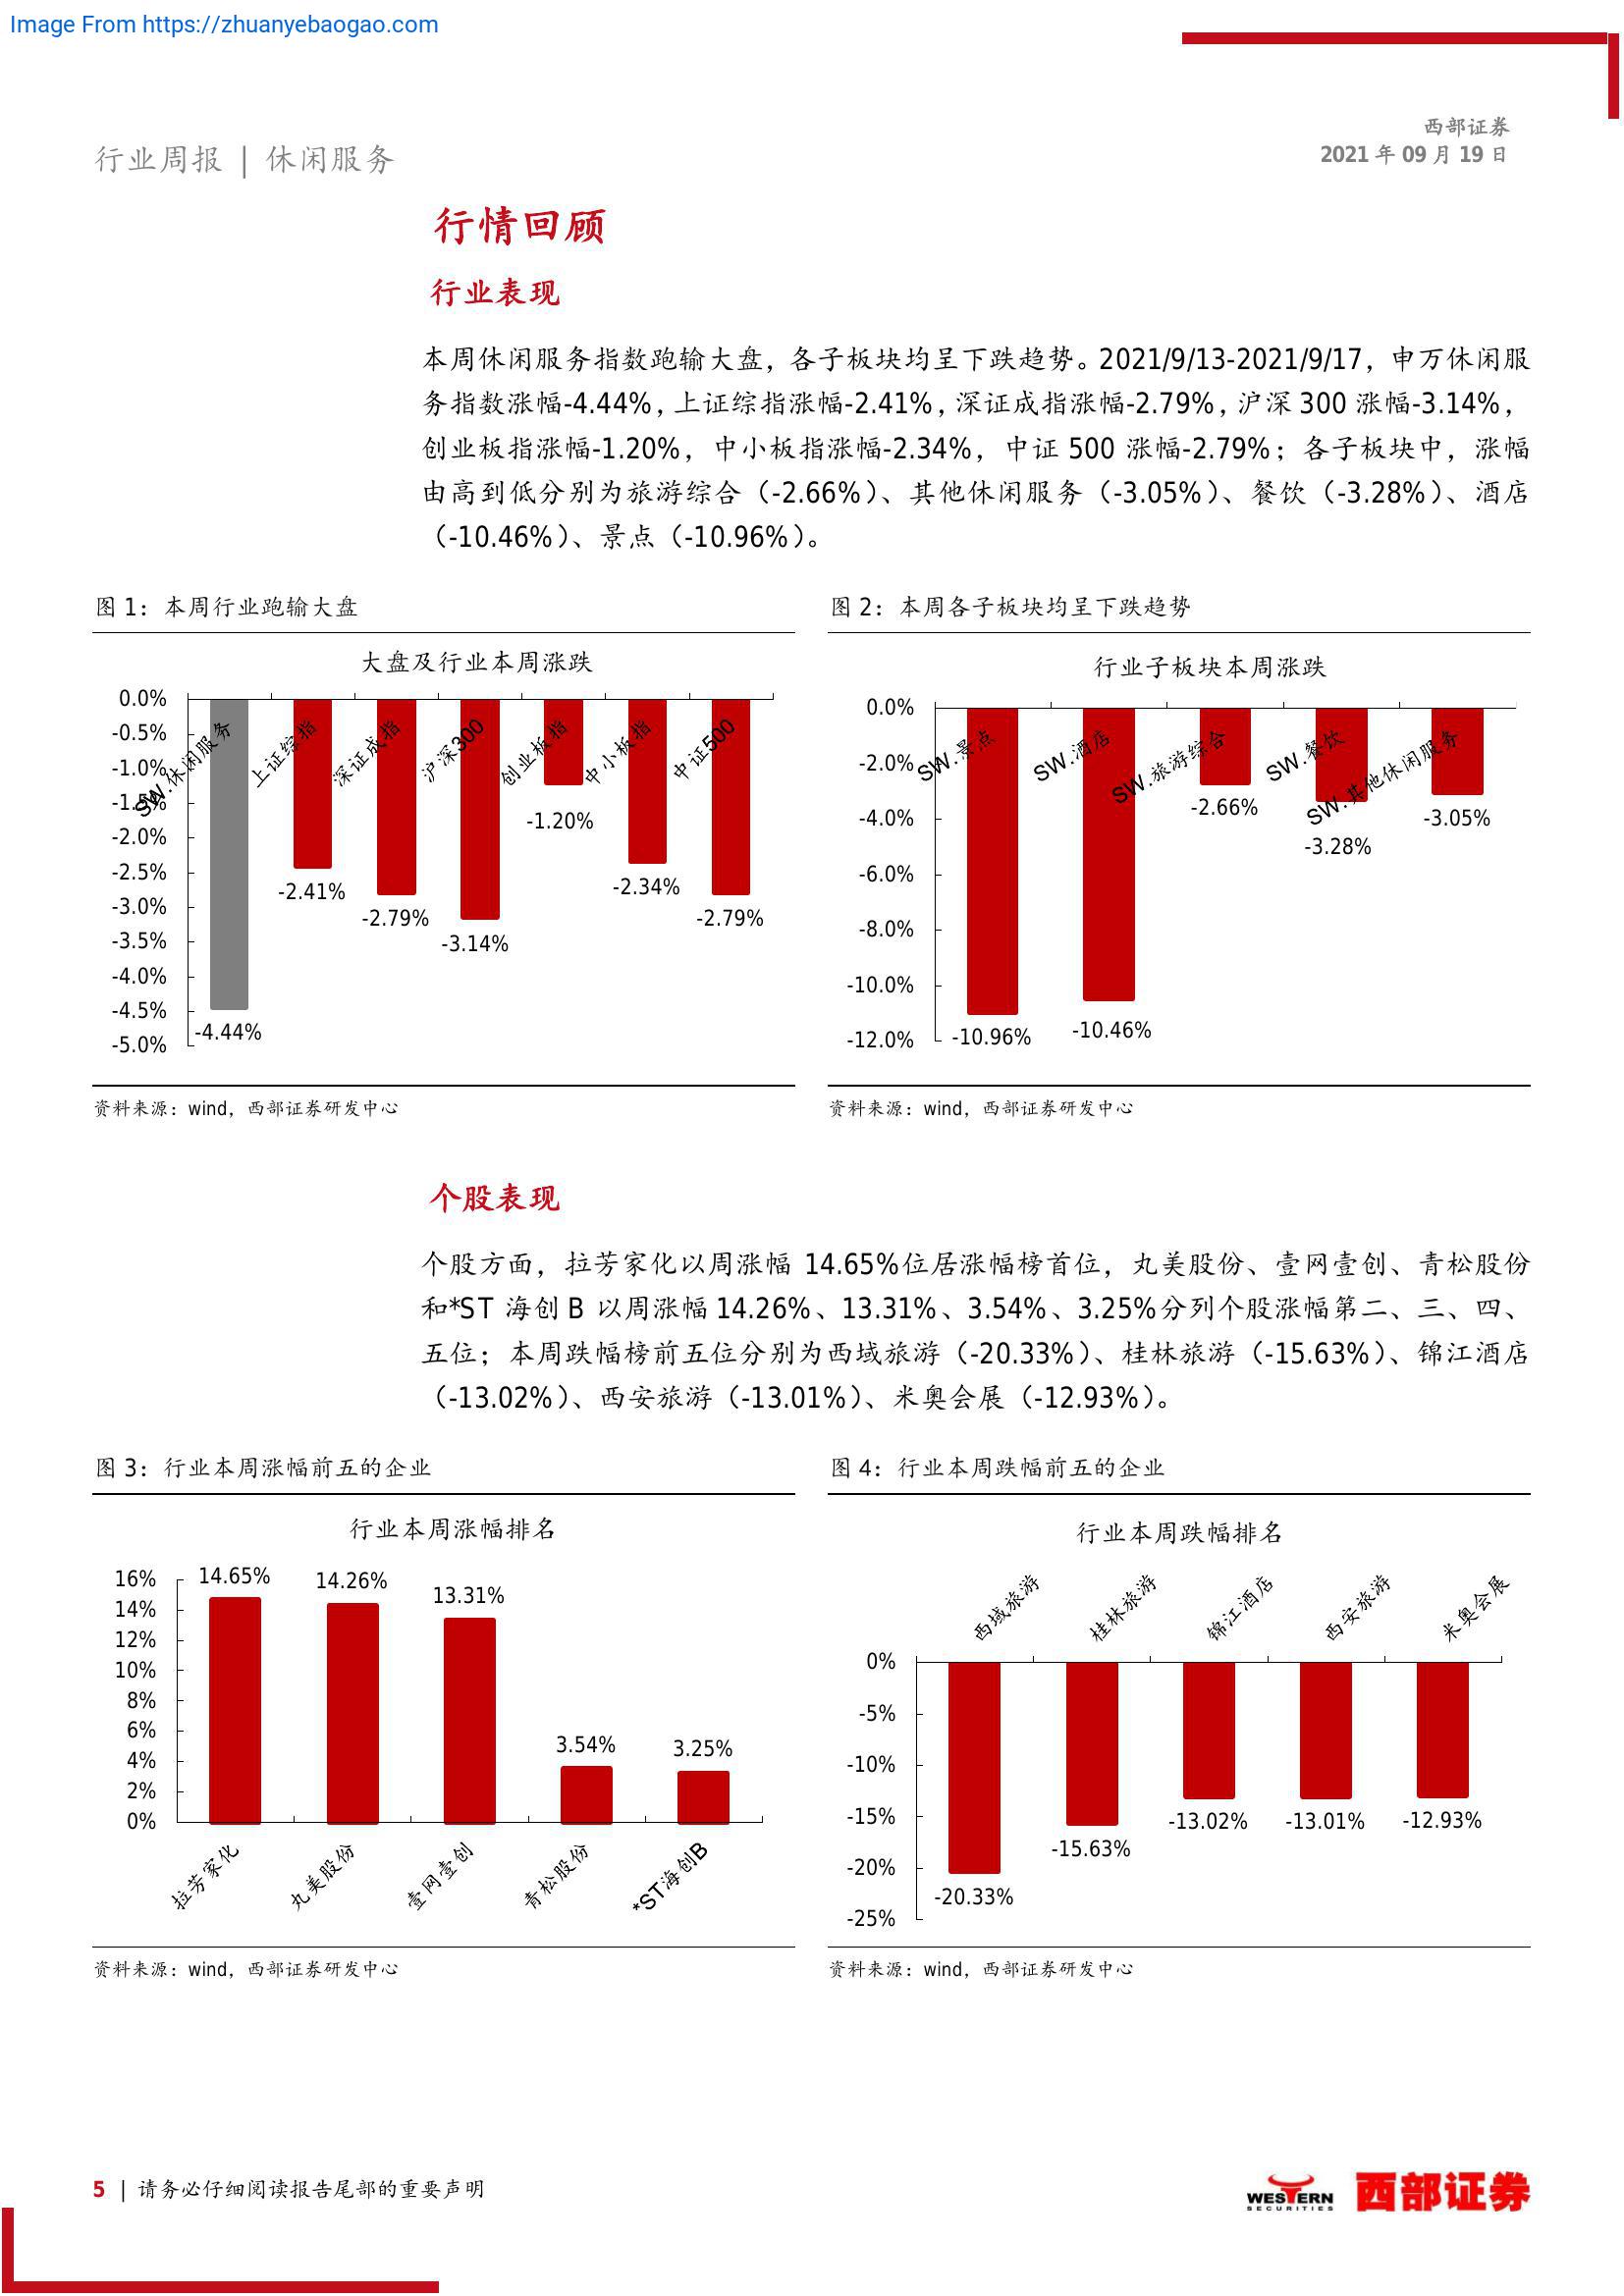 Image From https://zhuanyebaogao.com
西部证券
2021 年 09 月 19 日
行业周报 | 休闲服务
行情回顾
行业表现
本周休闲服务指数跑输大盘，各子板块均呈下跌趋势。2021/9/13-2021/9/17，申万休闲服
务指数涨幅-4.44%，上证综指涨幅-2.41%，深证成指涨幅-2.79%，沪深 300 涨幅-3.14%，
创业板指涨幅-1.20%，中小板指涨幅-2.34%，中证 500 涨幅-2.79%；各子板块中，涨幅
由高到低分别为旅游综合（-2.66%）、其他休闲服务（-3.05%）、餐饮（-3.28%）、酒店
（-10.46%）、景点（-10.96%）。
图 1：本周行业跑输大盘
大盘及行业本周涨跌
0.0%
-0.5%
-1.0%
-1.5%
-2.0%
-2.5%
-3.0%
-3.5%
-4.0%
-4.5%
-5.0%
SW.休闲服务
上证综指
深证成指
沪深300
创业板指
中小板指
中证500
-4.44%
-2.41%
-2.79%
-3.14%
-1.20%
-2.34%
-2.79%
资料来源：wind，西部证券研发中心
图 2：本周各子板块均呈下跌趋势
行业子板块本周涨跌
0.0%
-2.0%
-4.0%
-6.0%
-8.0%
-10.0%
-12.0%
SW.景点
SW.酒店
SW.旅游综合
SW.餐饮
SW.其他休闲服务
-10.96%
-10.46%
-2.66%
-3.28%
-3.05%
资料来源：wind，西部证券研发中心
个股表现
个股方面，拉芳家化以周涨幅 14.65%位居涨幅榜首位，丸美股份、壹网壹创、青松股份
和*ST 海创 B 以周涨幅 14.26%、13.31%、3.54%、3.25%分列个股涨幅第二、三、四、
五位；本周跌幅榜前五位分别为西域旅游（-20.33%）、桂林旅游（-15.63%）、锦江酒店
（-13.02%）、西安旅游（-13.01%）、米奥会展（-12.93%）。
图 3：行业本周涨幅前五的企业
行业本周涨幅排名
16%
14%
12%
10%
8%
6%
4%
2%
0%
14.65%
14.26%
13.31%
3.54%
3.25%
拉芳家化
丸美股份
壹网壹创
青松股份
*ST海创B
资料来源：wind，西部证券研发中心
图 4：行业本周跌幅前五的企业
行业本周跌幅排名
西域旅游
桂林旅游
锦江酒店
西安旅游
米奥会展
0%
-5%
-10%
-15%
-20%
-25%
-20.33%
-15.63%
-13.02%
-13.01%
-12.93%
资料来源：wind，西部证券研发中心
5 | 请务必仔细阅读报告尾部的重要声明
WESTERN
SECURITIES
西部证券